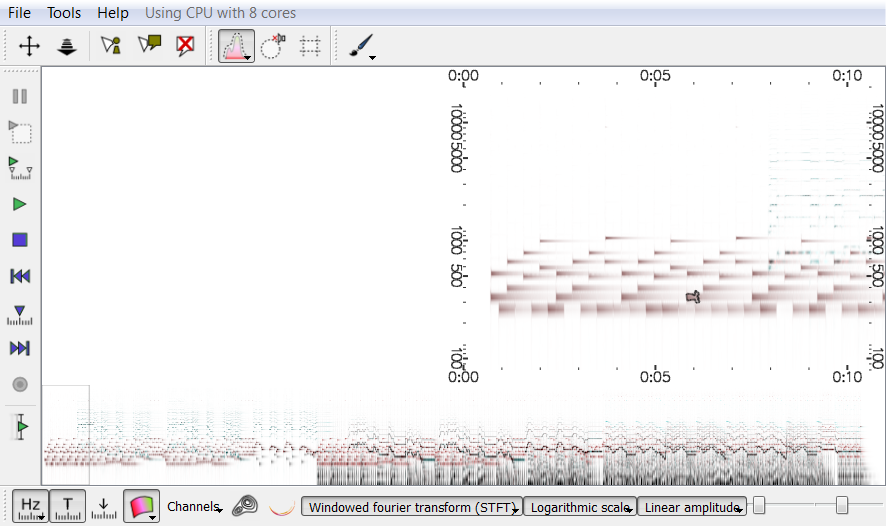 File Tools Help Using CPU with 8 cores
0:00 0:05 0:10
10000 10000
5000 5000
1000 1000
500 500
100 100
0:00 0:05 0:10
Hz T Channels Windowed fourier transform (STFT) Logarithmic scale Linear amplitude